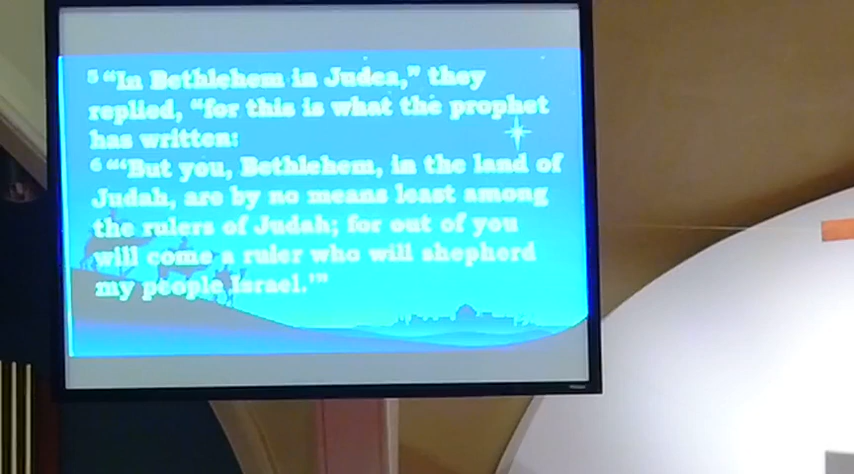 5 “In Bethlehem in Judea,” they
replied, “for this is what the prophet
has written:
6 “‘But you, Bethlehem, in the land of
Judah, are by no means least among
the rulers of Judah; for out of you
will come a ruler who will shepherd
my people Israel.’”